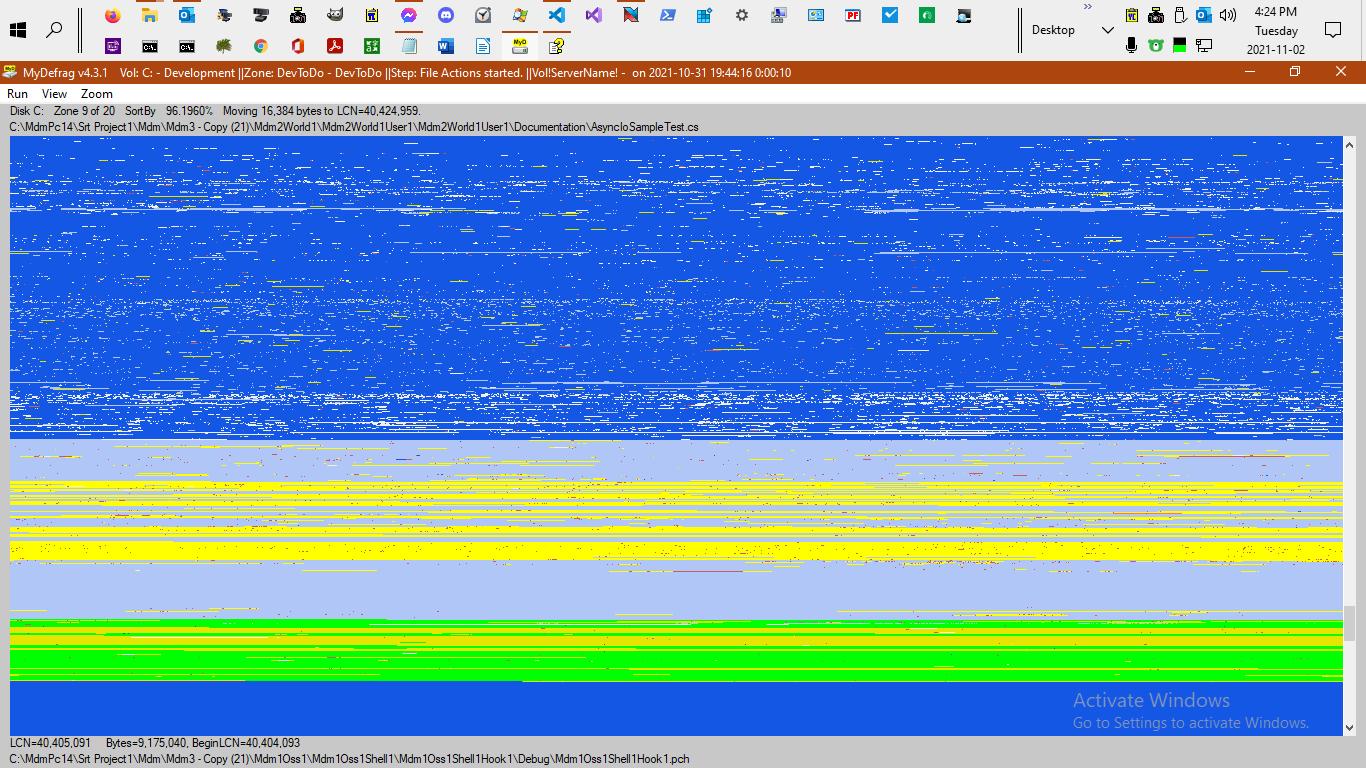 4:24 PM
Desktop
Tuesday
2021-11-02
MyDefrag v4.3.1 Vol: C: - Development ||Zone: DevToDo - DevToDo ||Step: File Actions started. ||Vol!ServerName! - on 2021-10-31 19:44:16 0:00:10
Run View Zoom
Disk C: Zone 9 of 20 SortBy 96.1960% Moving 16,384 bytes to LCN=40,424,959.
C:\MdmPc14\Srt Project1\Mdm\Mdm3 - Copy (21)\Mdm2World1\Mdm2World1User1\Mdm2World1User1\Documentation\AsyncIoSampleTest.cs
Activate Windows
Go to Settings to activate Windows.
LCN=40,405,091 Bytes=9,175,040, BeginLCN=40,404,093
C:\MdmPc14\Srt Project1\Mdm\Mdm3 - Copy (21)\Mdm1Oss1\Mdm1Oss1Shell1\Mdm1Oss1Shell1Hook1\Debug\Mdm1Oss1Shell1Hook1.pch